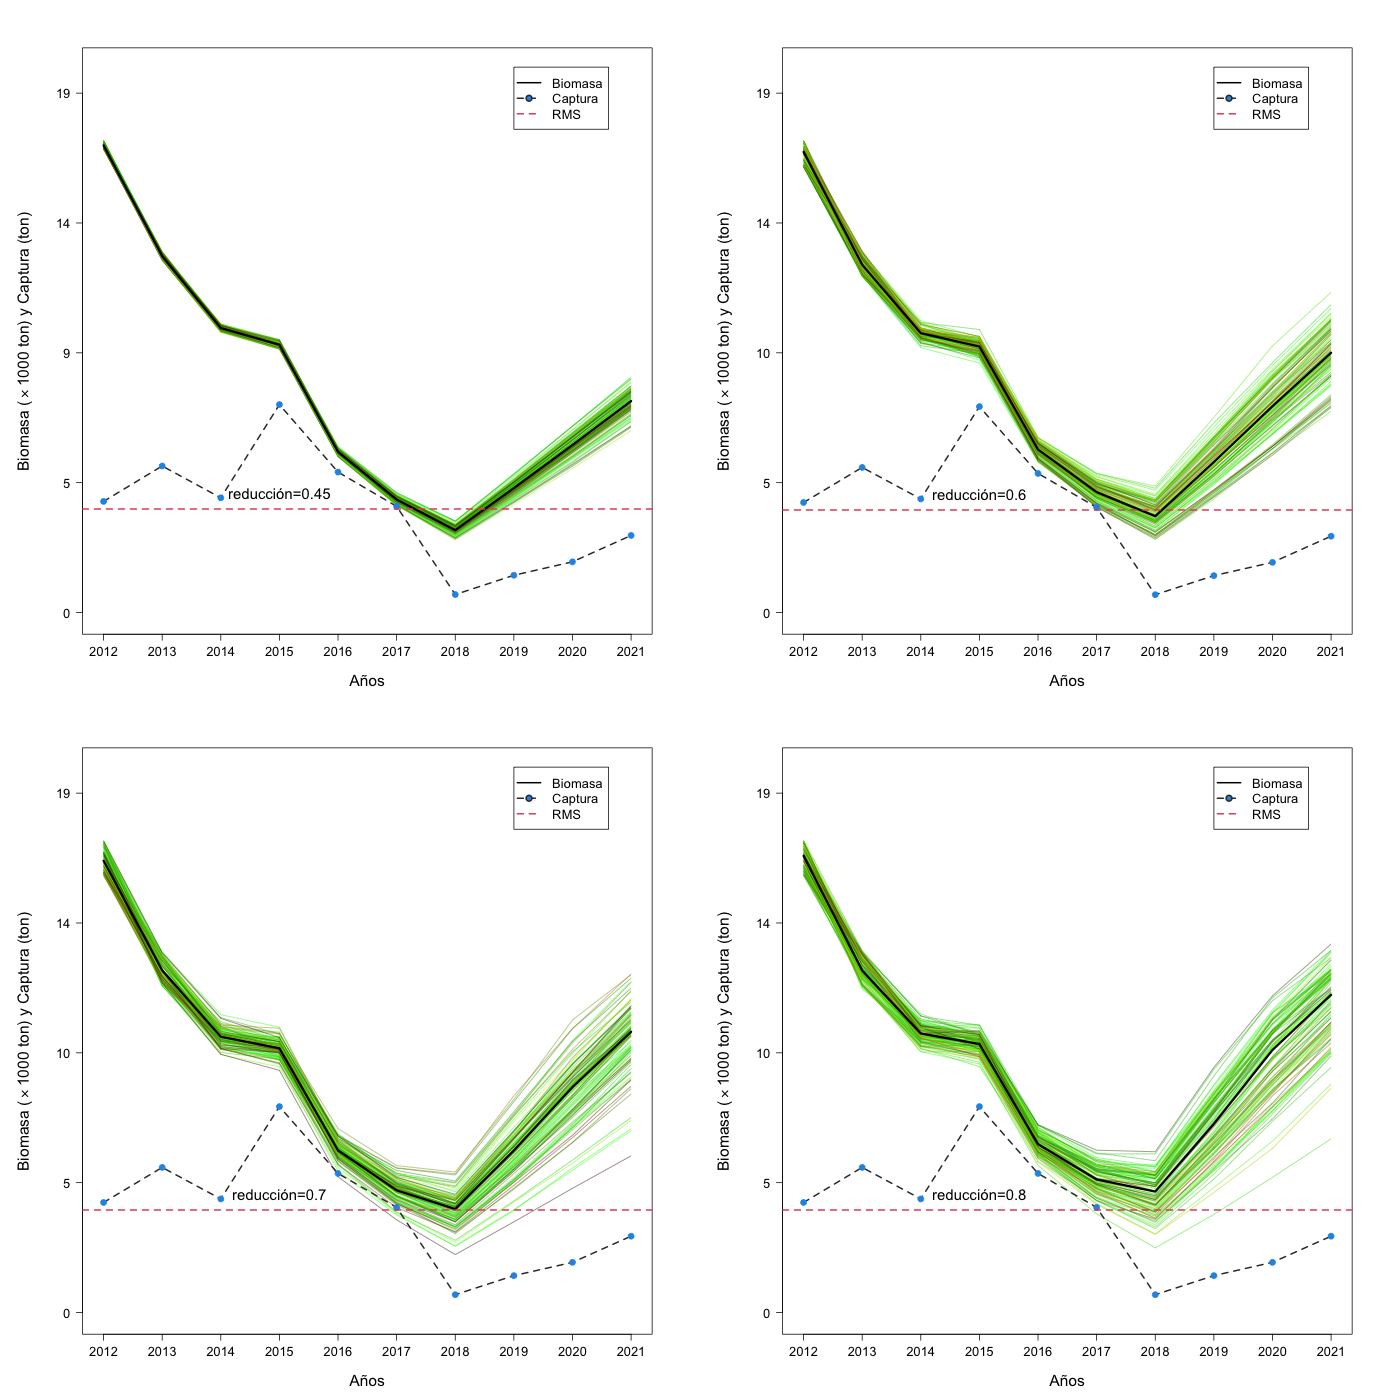 Biomasa
Captura
RMS
19
14
9
5
0
reducción=0.45
2012 2013 2014 2015 2016 2017 2018 2019 2020 2021
Años
Biomasa ( × 1000 ton) y Captura (ton)
Biomasa
Captura
RMS
19
14
10
5
0
reducción=0.6
2012 2013 2014 2015 2016 2017 2018 2019 2020 2021
Años
Biomasa ( × 1000 ton) y Captura (ton)
Biomasa
Captura
RMS
19
14
10
5
0
reducción=0.7
2012 2013 2014 2015 2016 2017 2018 2019 2020 2021
Años
Biomasa ( × 1000 ton) y Captura (ton)
Biomasa
Captura
RMS
19
14
10
5
0
reducción=0.8
2012 2013 2014 2015 2016 2017 2018 2019 2020 2021
Años
Biomasa ( × 1000 ton) y Captura (ton)